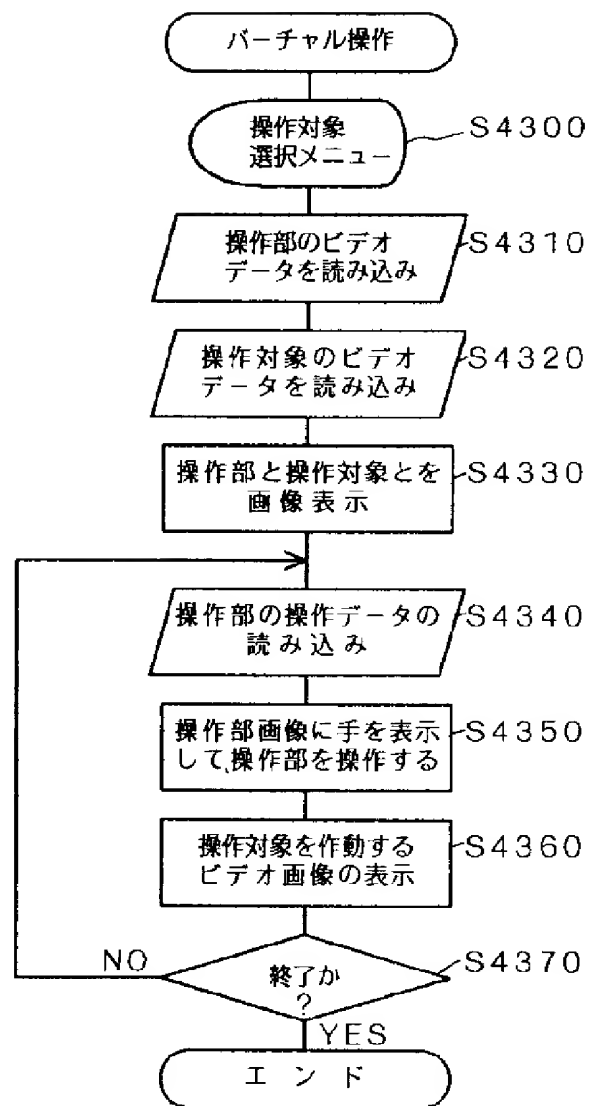 バーチャル操作
操作対象
選択メニュー
S4300
操作部のビデオ
データを読み込み
S4310
操作対象のビデオ
データを読み込み
S4320
操作部と操作対象とを
画像表示
S4330
操作部の操作データの
読み込み
S4340
操作部画像に手を表示
して、操作部を操作する
S4350
操作対象を作動する
ビデオ画像の表示
S4360
終了か
?
S4370
NO
YES
エンド